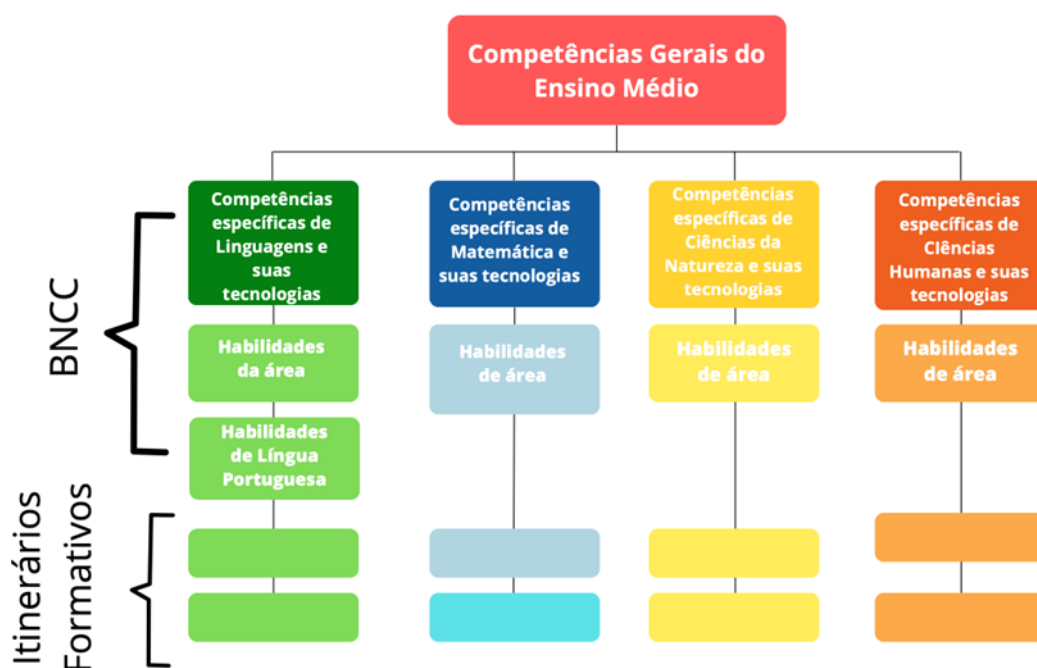 Competências Gerais do
Ensino Médio
Competências
específicas de
Linguagens e
suas
tecnologias
Competências
específicas de
Matemática e
suas tecnologias
Competências
específicas de
Ciências da
Natureza e suas
tecnologias
Competências
específicas de
CIências
Humanas e suas
tecnologias
BNCC
Habilidades
da área
Habilidades
de área
Habilidades
de área
Habilidades
de área
Habilidades
de Língua
Portuguesa
Itinerários
Formativos